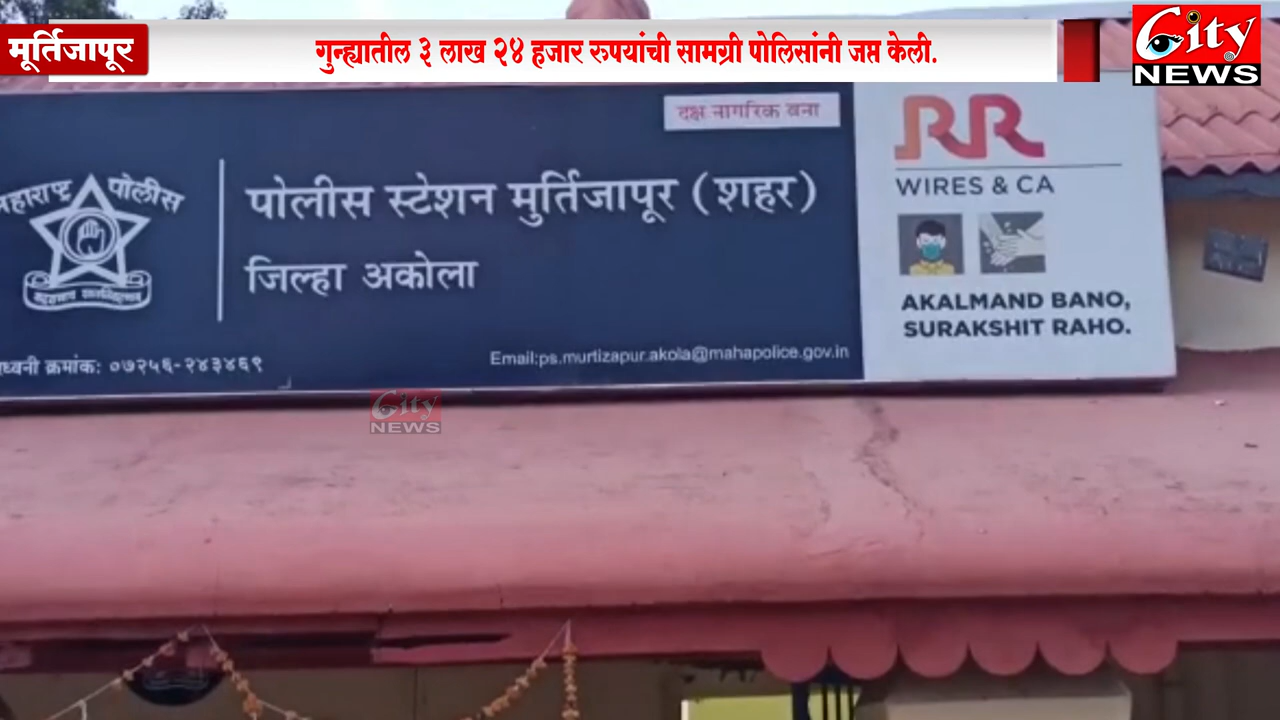 मूर्तिजापूर
गुन्ह्यातील ३ लाख २४ हजार रुपयांची सामग्री पोलिसांनी जप्त केली.
City
NEWS
दक्ष नागरिक बना
महाराष्ट्र पोलीस
पोलीस स्टेशन मुर्तिजापूर (शहर)
जिल्हा अकोला
ध्वनी क्रमांक: ०७२५६-२४३४६९
Email:ps.murtizapur.akola@mahapolice.gov.in
RR
WIRES & CA
AKALMAND BANO,
SURAKSHIT RAHO.
City
NEWS